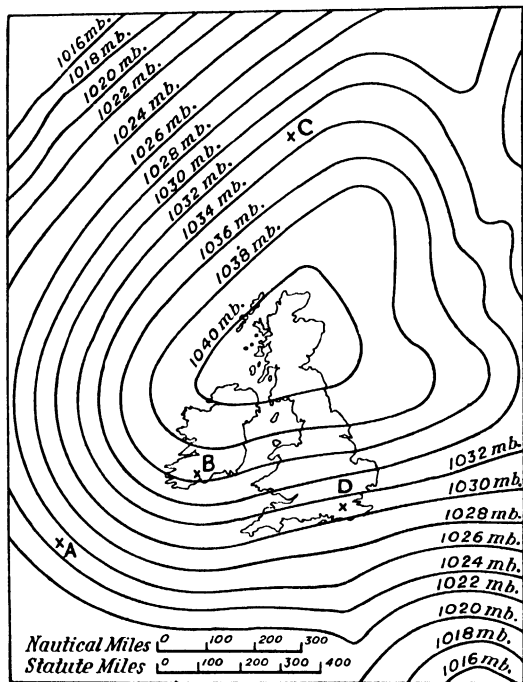 1016 mb.
1018 mb.
1020 mb.
1022 mb.
1024 mb.
1026 mb.
1028 mb.
1030 mb.
1032 mb.
1034 mb.
1036 mb.
1038 mb.
1040 mb.
C
B
D
A
1032 mb.
1030 mb.
1028 mb.
1026 mb.
1024 mb.
1022 mb.
1020 mb.
1018 mb.
1016 mb.
Nautical Miles 0 100 200 300
Statute Miles 0 100 200 300 400